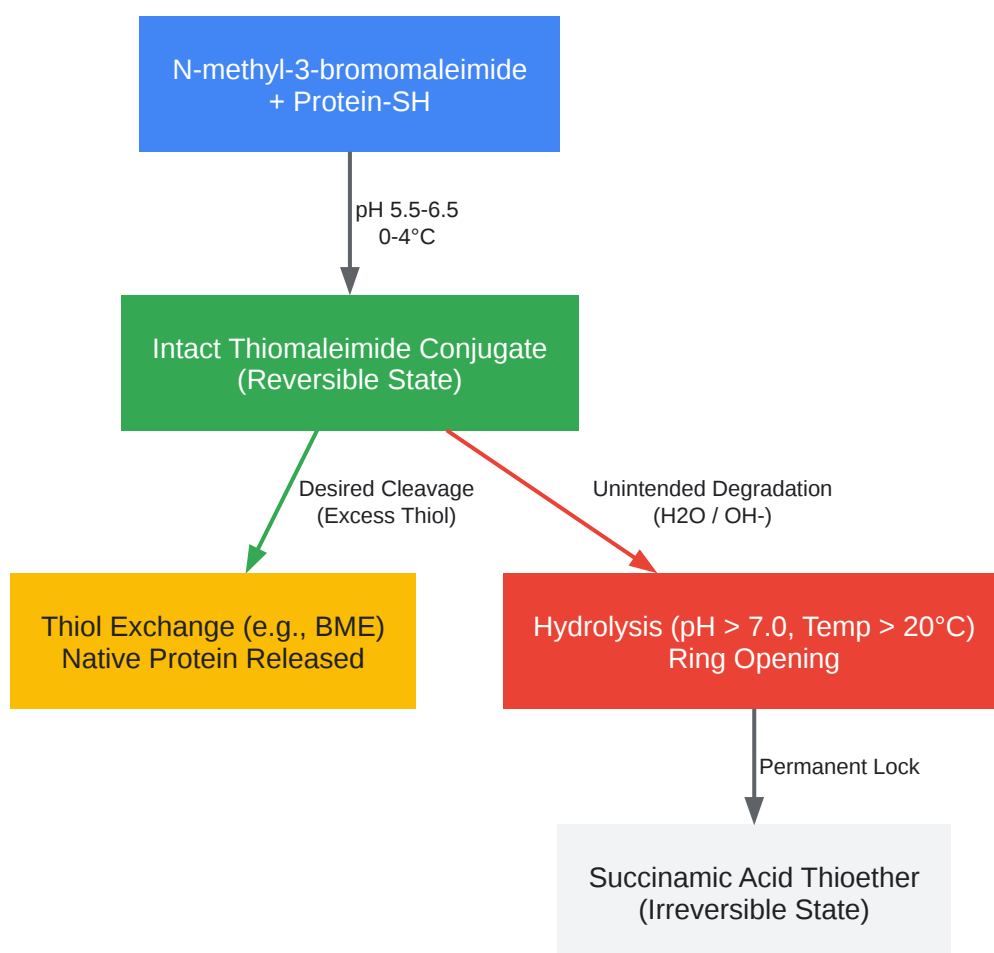 N-methyl-3-bromomaleimide
+ Protein-SH
pH 5.5-6.5
0-4°C
Intact Thiomaleimide Conjugate
(Reversible State)
Desired Cleavage
(Excess Thiol)
Unintended Degradation
(H2O / OH-)
Thiol Exchange (e.g., BME)
Native Protein Released
Hydrolysis (pH > 7.0, Temp > 20°C)
Ring Opening
Permanent Lock
Succinamic Acid Thioether
(Irreversible State)